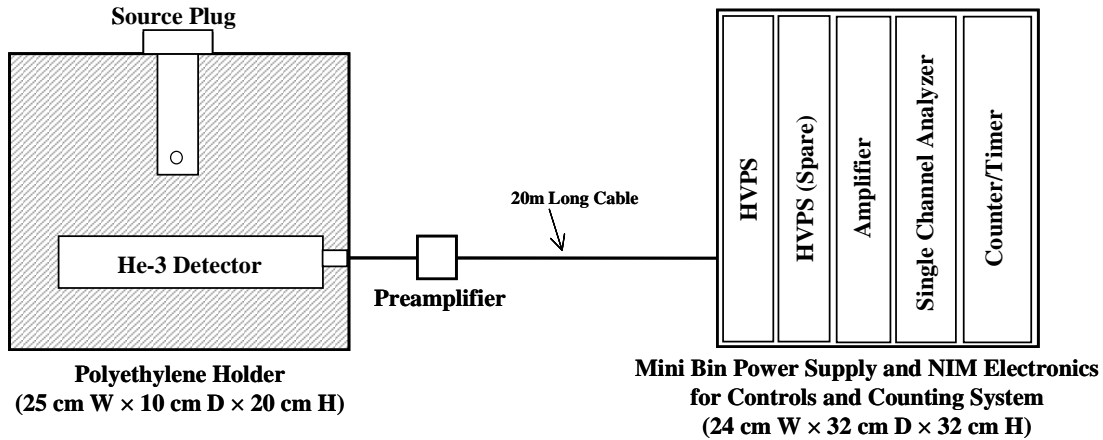 Source Plug
He-3 Detector
Preamplifier
20m Long Cable
HVPS
HVPS (Spare)
Amplifier
Single Channel Analyzer
Counter/Timer
Polyethylene Holder
(25 cm W × 10 cm D × 20 cm H)
Mini Bin Power Supply and NIM Electronics
for Controls and Counting System
(24 cm W × 32 cm D × 32 cm H)